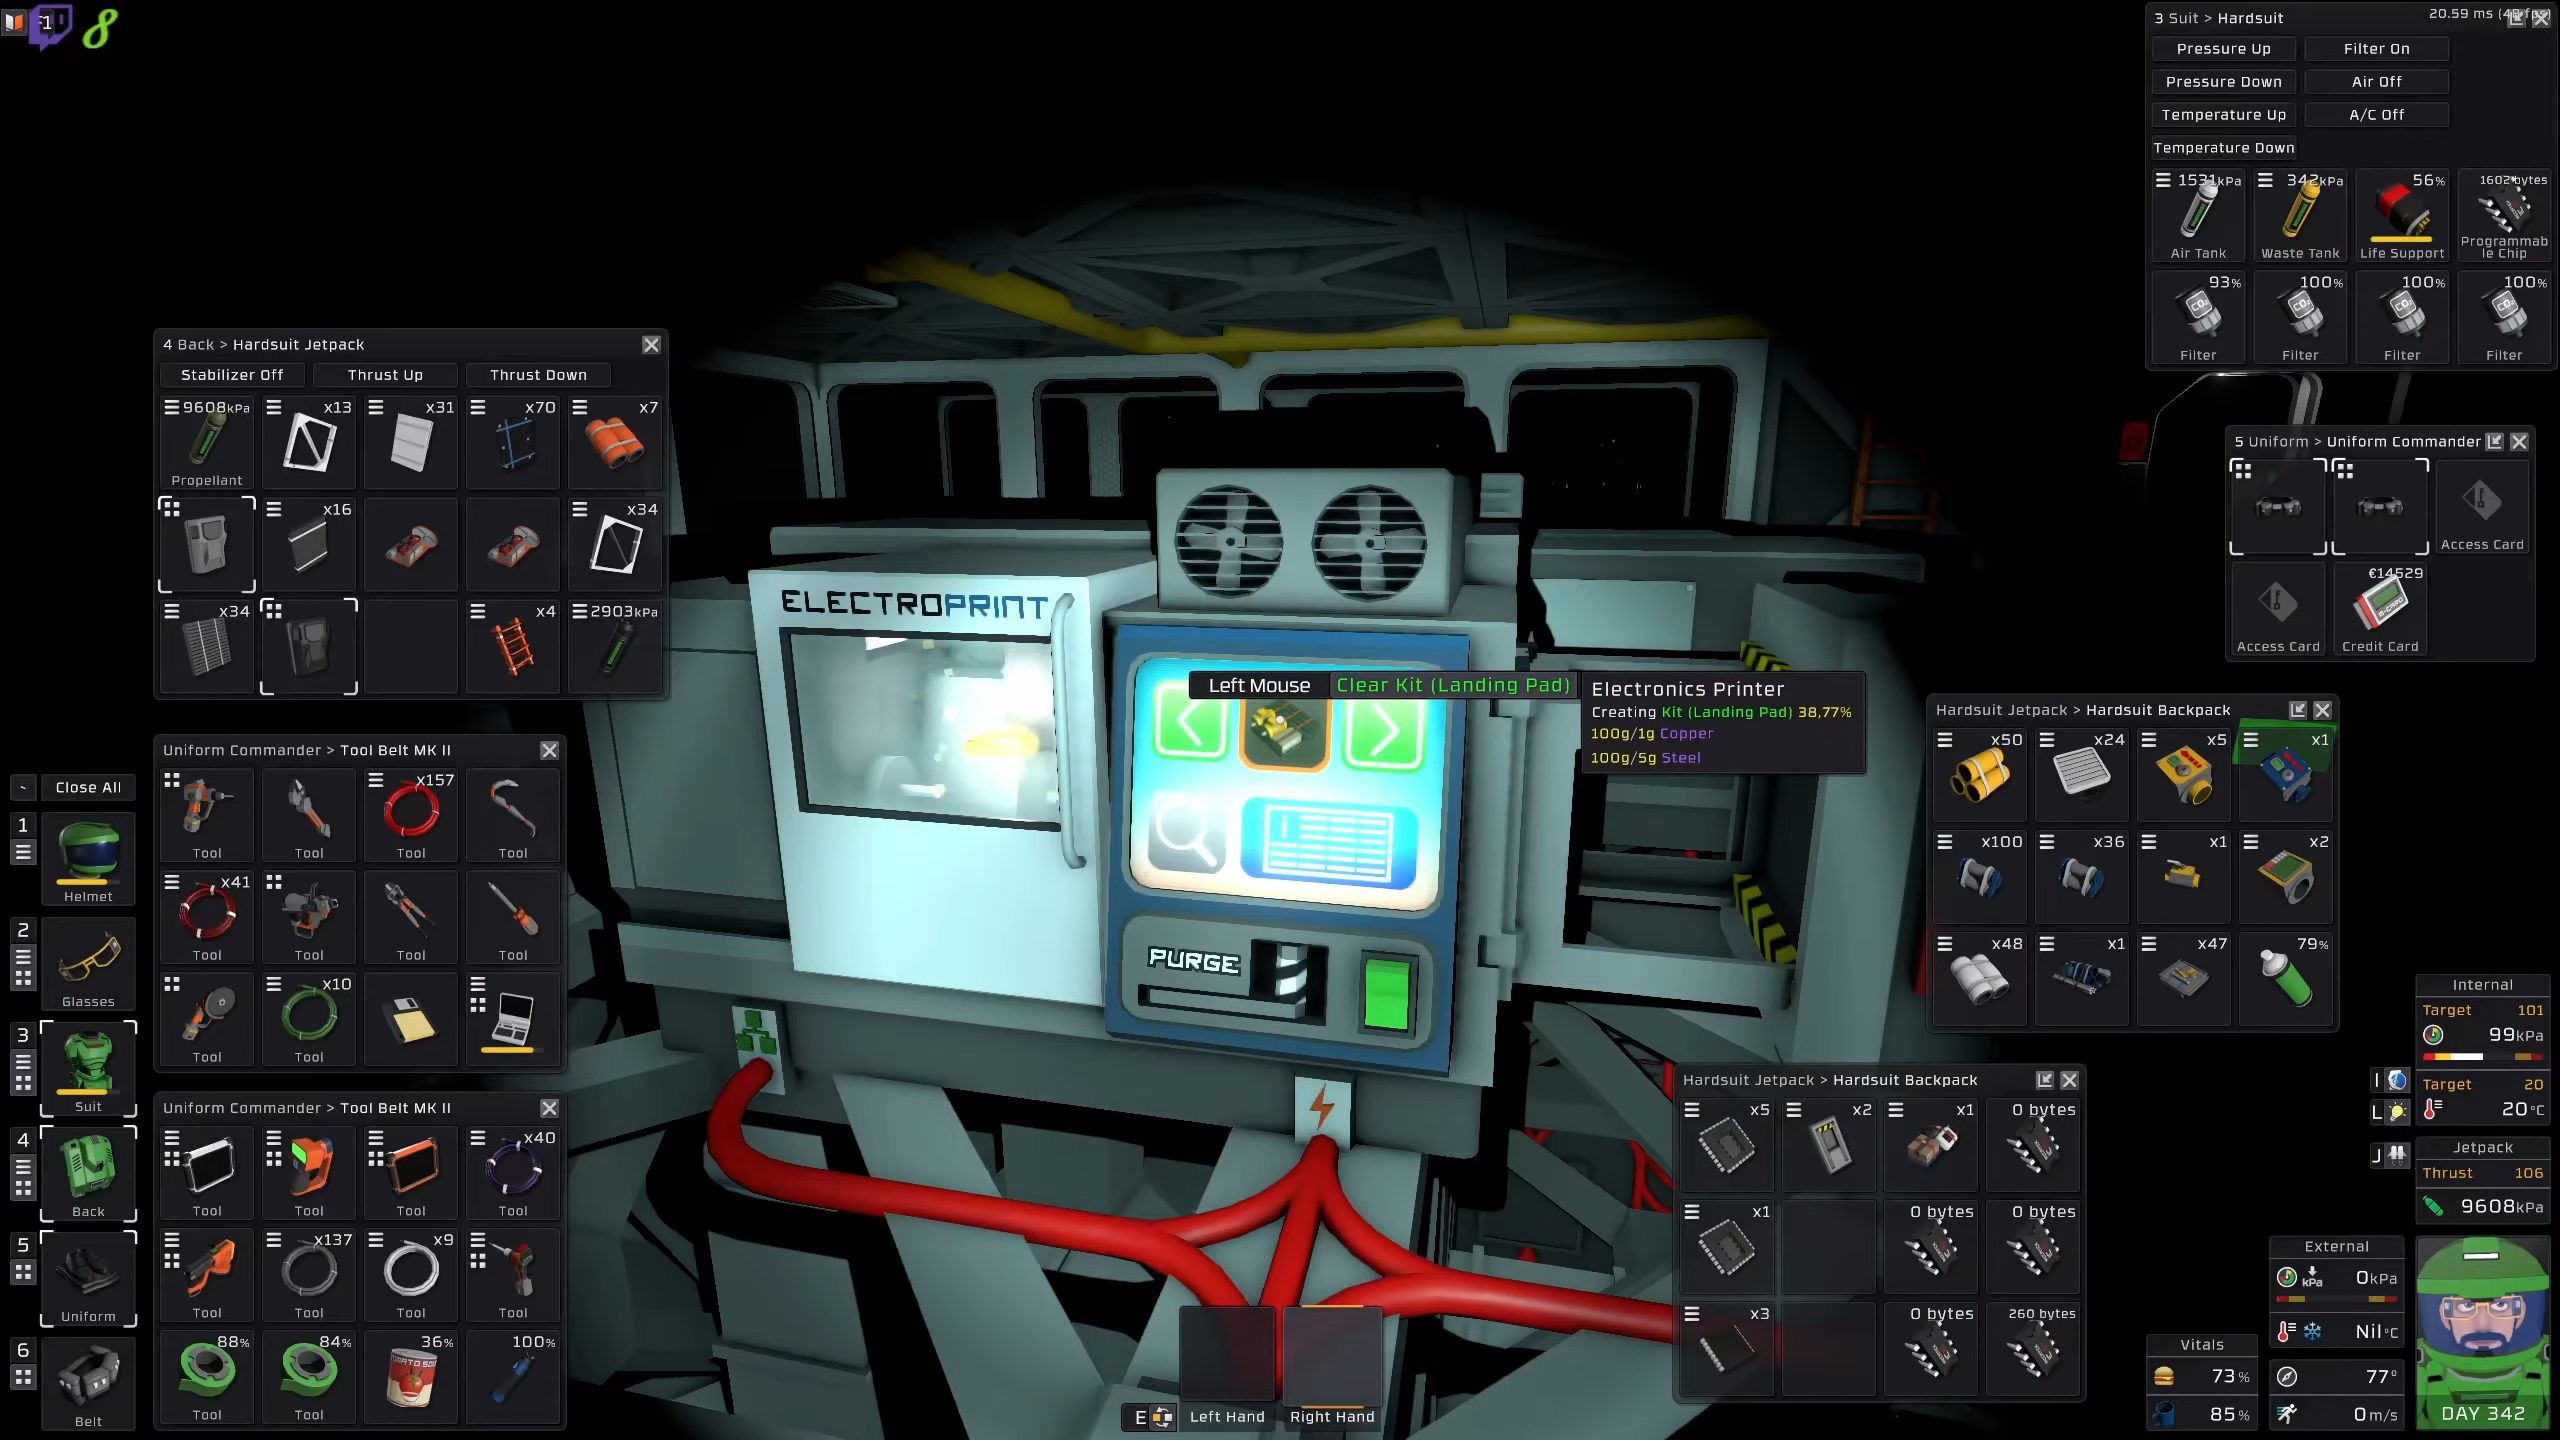 F1
8
3 Suit > Hardsuit
20.59 ms
Pressure Up
Filter On
Pressure Down
Air Off
Temperature Up
A/C Off
Temperature Down
1531kPa
342kPa
56%
1602 bytes
Air Tank
Waste Tank
Life Support
Programmab
le Chip
93%
100%
100%
100%
CO₂
CO₂
CO₂
CO₂
Filter
Filter
Filter
Filter
4 Back > Hardsuit Jetpack
Stabilizer Off
Thrust Up
Thrust Down
9608kPa
x13
x31
x70
x7
Propellant
x16
x34
x34
x4
2903kPa
5 Uniform > Uniform Commander
Access Card
€14529
Access Card
Credit Card
ELECTROPRINT
Left Mouse
Clear Kit (Landing Pad)
Electronics Printer
Creating Kit (Landing Pad) 38,77%
100g/1g Copper
100g/5g Steel
PURGE
Hardsuit Jetpack > Hardsuit Backpack
x50
x24
x5
x1
x100
x36
x1
x2
x48
x1
x47
79%
Uniform Commander > Tool Belt MK II
x157
Tool
Tool
Tool
Tool
x41
Tool
Tool
Tool
Tool
x10
Tool
Tool
~
Close All
1
Helmet
2
Glasses
3
Suit
4
Back
5
Uniform
6
Belt
Uniform Commander > Tool Belt MK II
x40
Tool
Tool
Tool
Tool
x137
x9
Tool
Tool
Tool
Tool
88%
84%
36%
100%
TOMATO SOUP
Tool
Tool
Hardsuit Jetpack > Hardsuit Backpack
x5
x2
x1
0 bytes
x1
0 bytes
0 bytes
x3
0 bytes
260 bytes
E
Left Hand
Right Hand
Internal
Target 101
99kPa
Target 20
20°C
I
L
J
Jetpack
Thrust 106
9608kPa
External
kPa
0kPa
Nil°C
77°
0m/s
Vitals
73%
85%
DAY 342